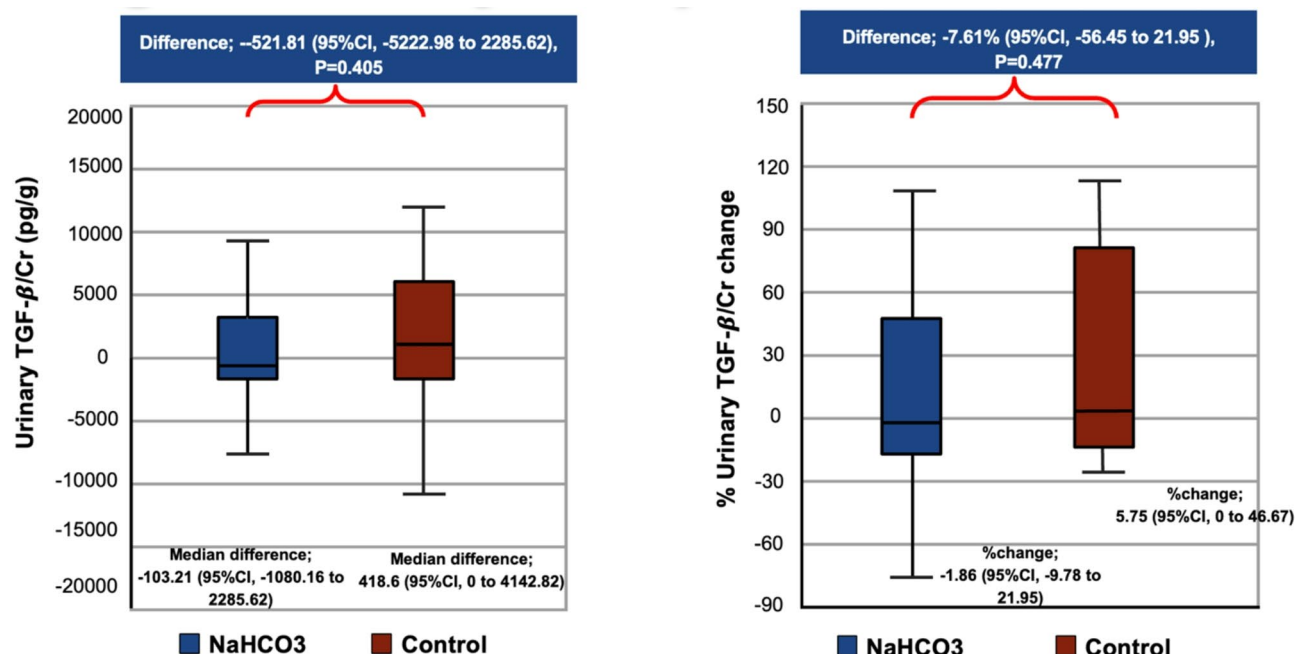 Difference; --521.81 (95%CI, -5222.98 to 2285.62),
P=0.405
20000
15000
10000
5000
0
-5000
-10000
-15000
-20000
Urinary TGF-β/Cr (pg/g)
Median difference;
-103.21 (95%CI, -1080.16 to
2285.62)
Median difference;
418.6 (95%CI, 0 to 4142.82)
NaHCO3
Control
Difference; -7.61% (95%CI, -56.45 to 21.95 ),
P=0.477
150
120
90
60
30
0
-30
-60
-90
% Urinary TGF-β/Cr change
%change;
5.75 (95%CI, 0 to 46.67)
%change;
-1.86 (95%CI, -9.78 to
21.95)
NaHCO3
Control